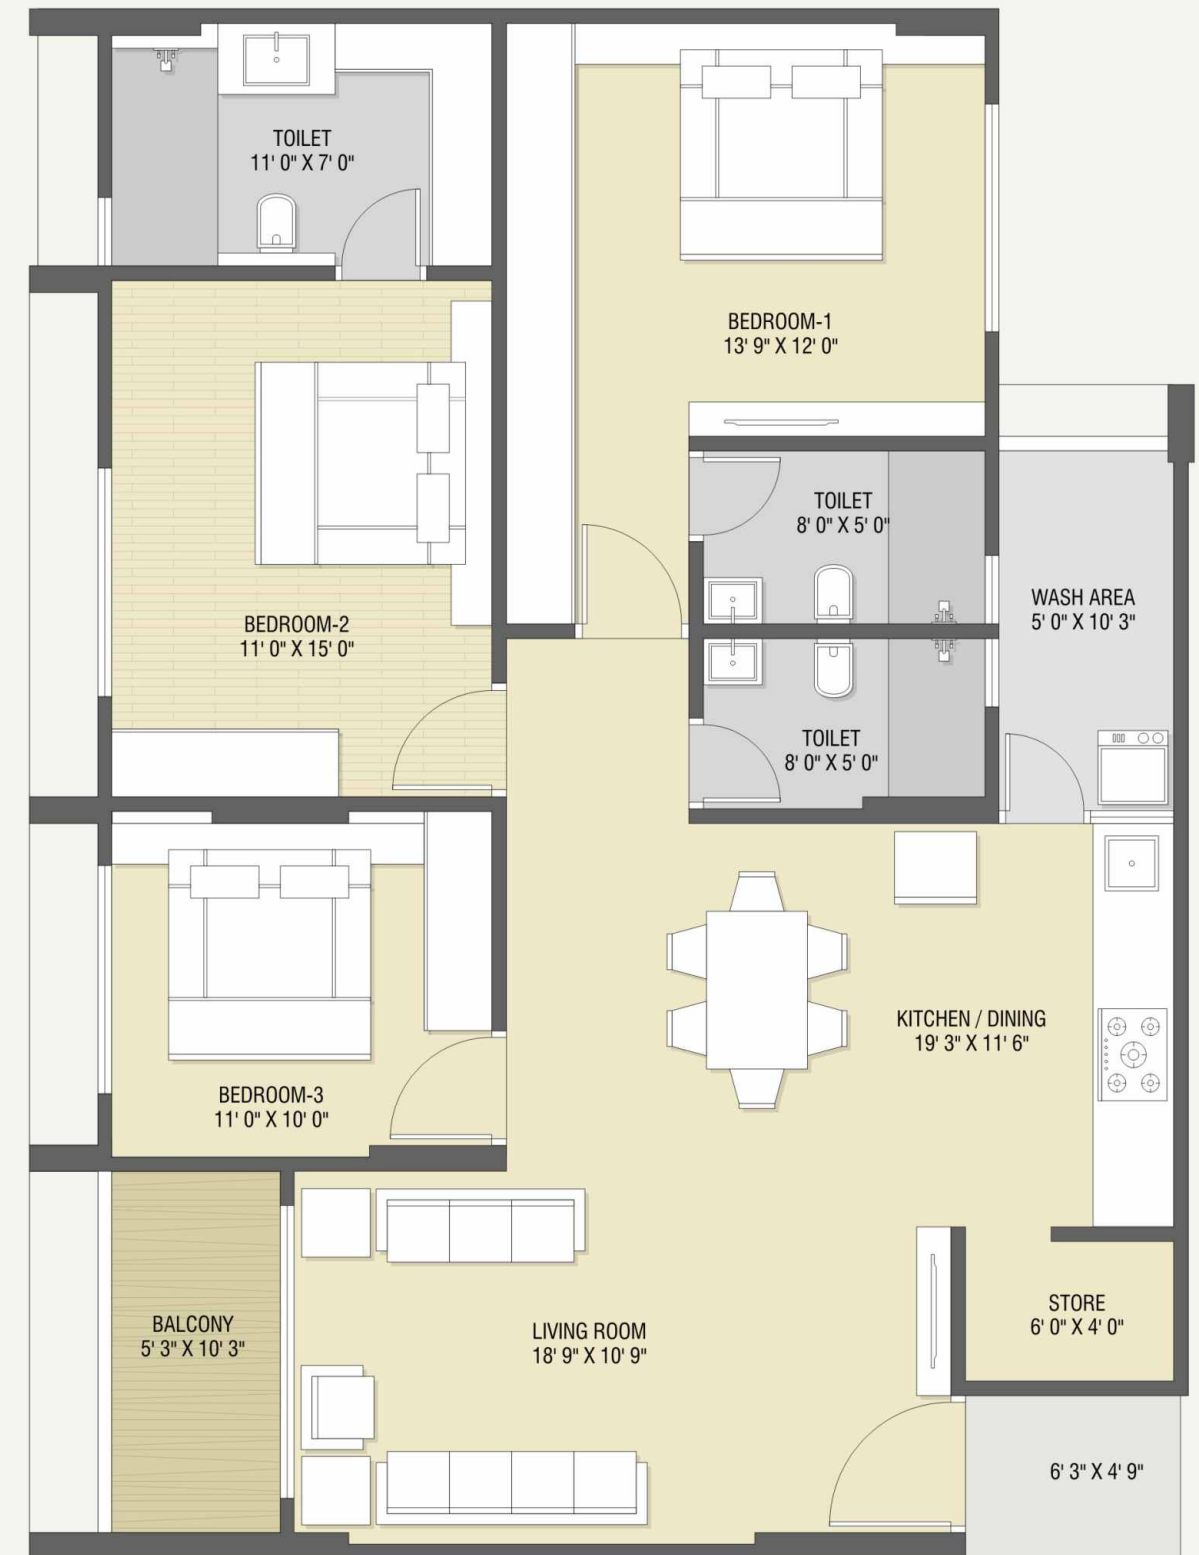 TOILET
11' 0" X 7' 0"
BEDROOM-1
13' 9" X 12' 0"
TOILET
8' 0" X 5' 0"
WASH AREA
5' 0" X 10' 3"
BEDROOM-2
11' 0" X 15' 0"
TOILET
8' 0" X 5' 0"
KITCHEN / DINING
19' 3" X 11' 6"
BEDROOM-3
11' 0" X 10' 0"
BALCONY
5' 3" X 10' 3"
LIVING ROOM
18' 9" X 10' 9"
STORE
6' 0" X 4' 0"
6' 3" X 4' 9"